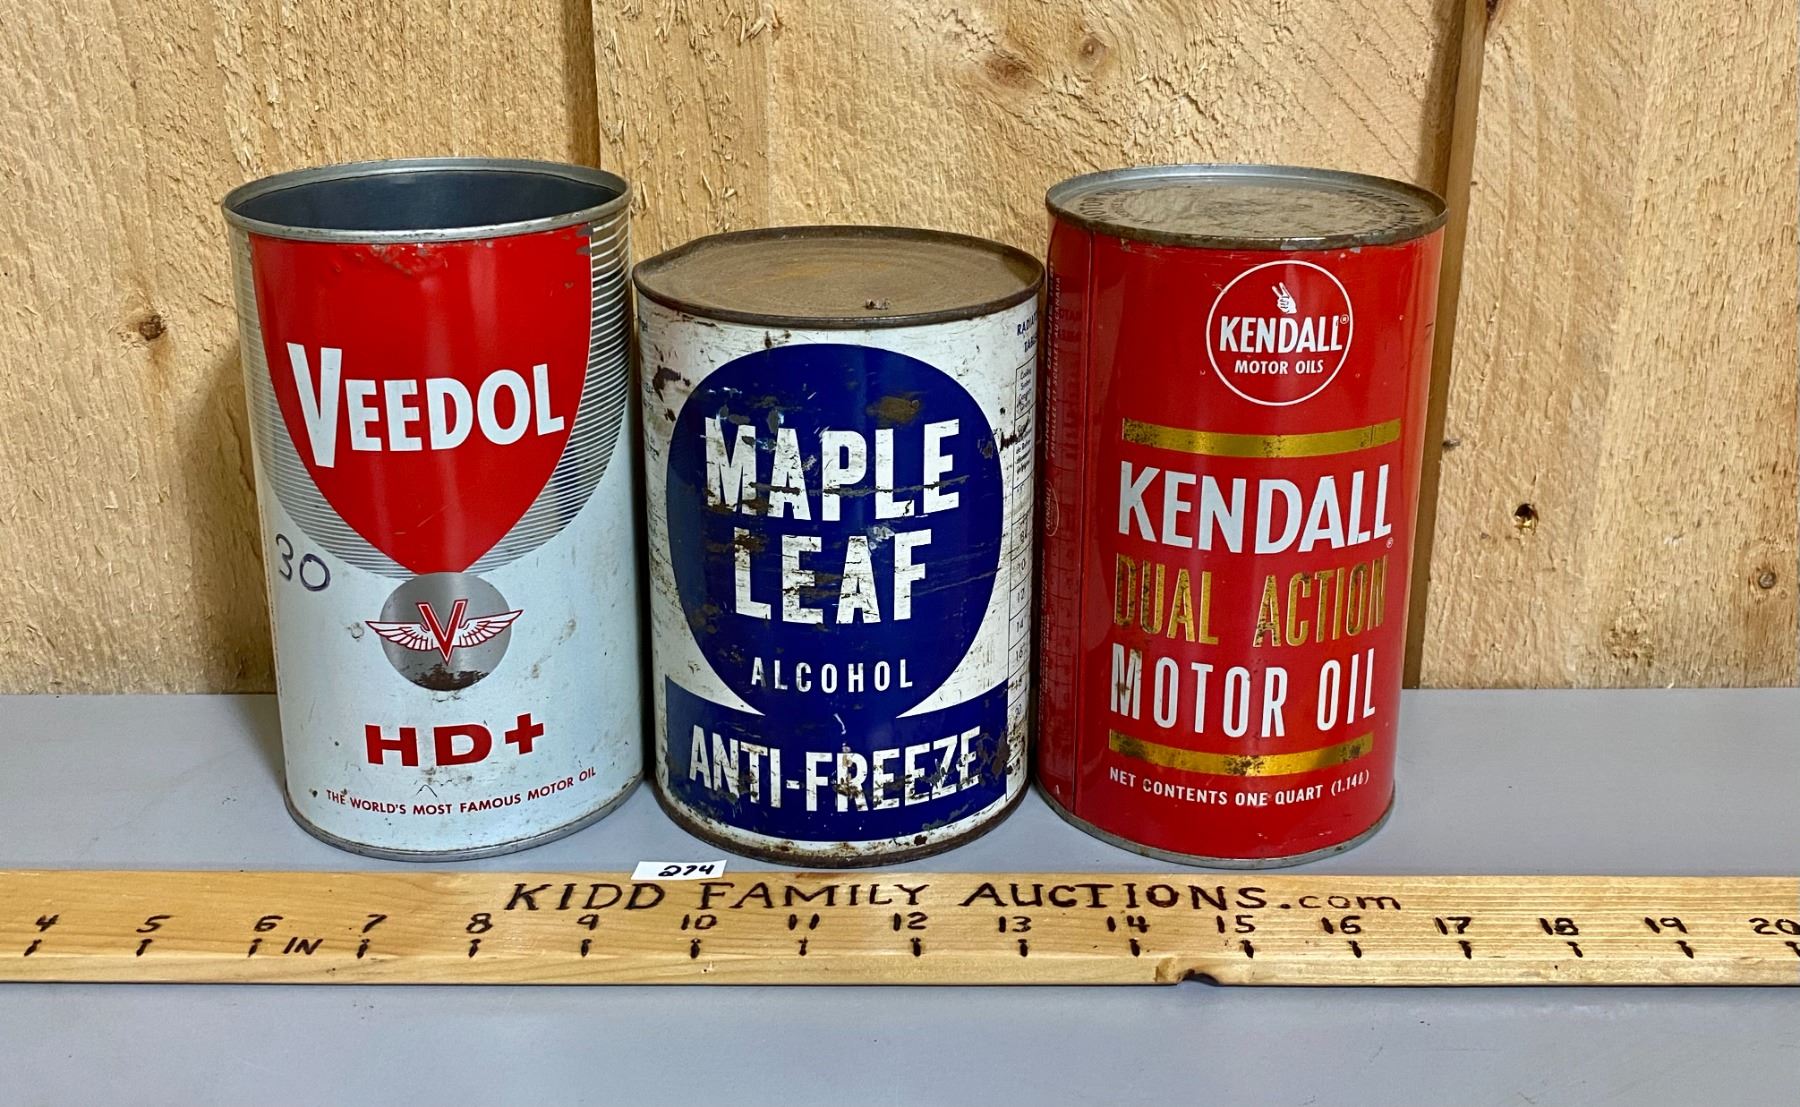 VEEDOL
30
V
HD+
THE WORLD'S MOST FAMOUS MOTOR OIL
MAPLE
LEAF
ALCOHOL
ANTI-FREEZE
KENDALL®
MOTOR OILS
KENDALL®
DUAL ACTION
MOTOR OIL
NET CONTENTS ONE QUART (1.14ℓ)
274
KIDD FAMILY AUCTIONS.com
4 5 6 7 8 9 10 11 12 13 14 15 16 17 18 19 20
IN